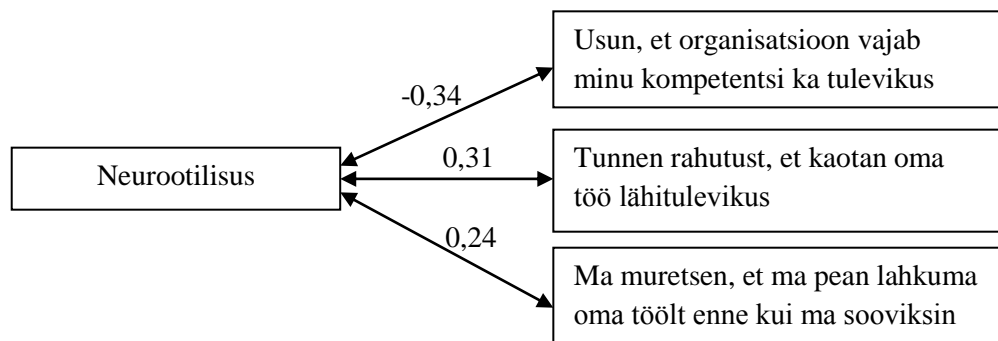 Usun, et organisatsioon vajab
minu kompetentsi ka tulevikus
-0,34
Neurootilisus
0,31
Tunnen rahutust, et kaotan oma
töö lähitulevikus
0,24
Ma muretsen, et ma pean lahkuma
oma töölt enne kui ma sooviksin